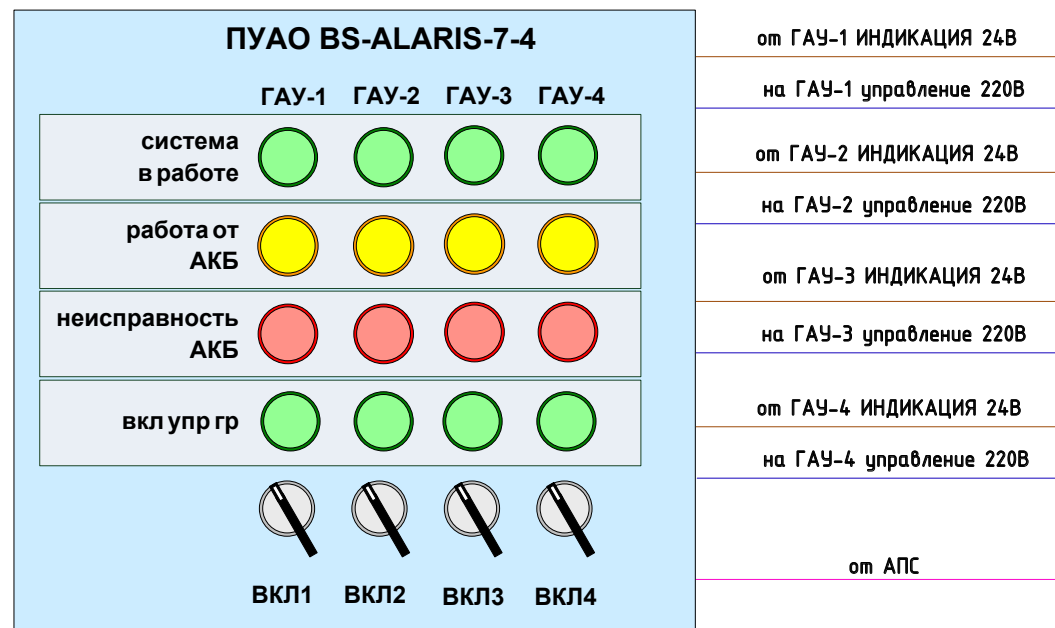 ПУАО BS-ALARIS-7-4
ГАУ-1 ГАУ-2 ГАУ-3 ГАУ-4
система
в работе
работа от
АКБ
неисправность
АКБ
вкл упр гр
ВКЛ1 ВКЛ2 ВКЛ3 ВКЛ4
от ГАУ-1 ИНДИКАЦИЯ 24В
на ГАУ-1 управление 220В
от ГАУ-2 ИНДИКАЦИЯ 24В
на ГАУ-2 управление 220В
от ГАУ-3 ИНДИКАЦИЯ 24В
на ГАУ-3 управление 220В
от ГАУ-4 ИНДИКАЦИЯ 24В
на ГАУ-4 управление 220В
от АПС